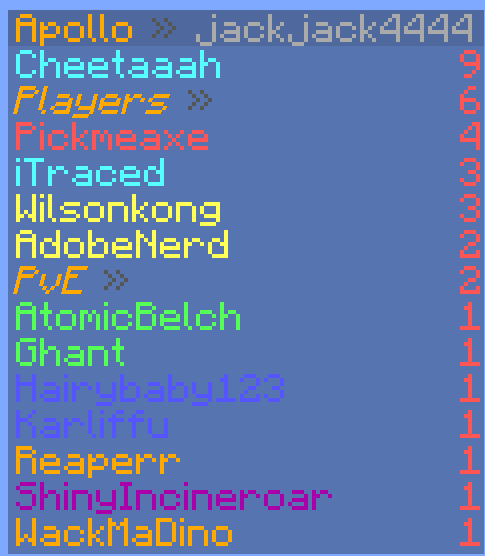 Apollo » .jackjack4444
Cheetaaah 9
Players » 6
Pickmeaxe 4
iTraced 3
Wilsonkong 3
AdobeNerd 2
PvE » 2
AtomicBelch 1
Ghant 1
Hairybaby123 1
Karliffu 1
Reaperr 1
ShinyIncineroar 1
WackMaDino 1